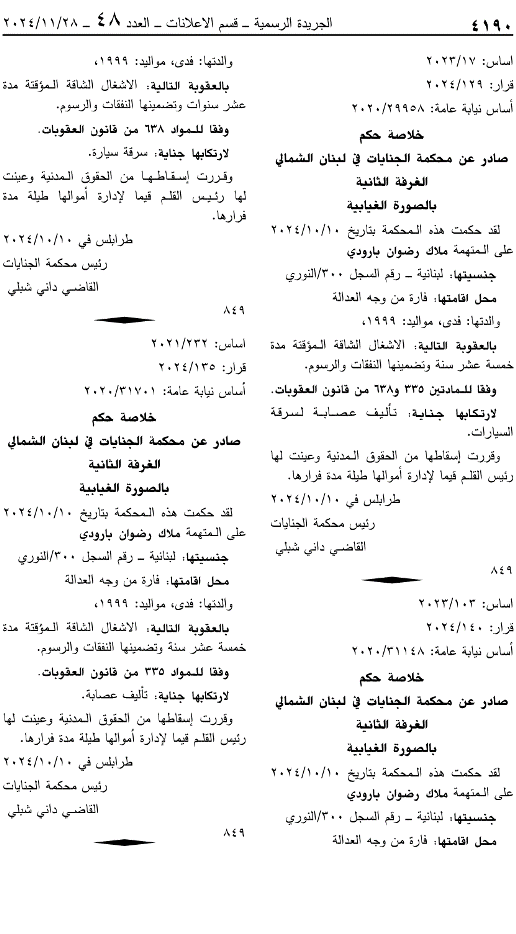 ٤١٩٠ الجريدة الرسمية ــ قسم الاعلانات ــ العدد ٤٨ ــ ٢٠٢٤/١١/٢٨
اساس: ٢٠٢٣/١٧
قرار: ٢٠٢٤/١٢٩
أساس نيابة عامة: ٢٠٢٠/٢٩٩٥٨
خلاصة حكم
صادر عن محكمة الجنايات في لبنان الشمالي
الغرفة الثانية
بالصورة الغيابية
لقد حكمت هذه المحكمة بتاريخ ٢٠٢٤/١٠/١٠
على المتهمة ملاك رضوان بارودي
جنسيتها: لبنانية ــ رقم السجل ٣٠٠/النوري
محل اقامتها: فارة من وجه العدالة
والدتها: فدى، مواليد: ١٩٩٩،
بالعقوبة التالية: الاشغال الشاقة المؤقتة مدة
خمسة عشر سنة وتضمينها النفقات والرسوم.
وفقا للمادتين ٣٣٥ و٦٣٨ من قانون العقوبات.
لارتكابها جناية: تأليف عصابة لسرقة
السيارات.
وقررت إسقاطها من الحقوق المدنية وعينت لها
رئيس القلم قيما لإدارة أموالها طيلة مدة فرارها.
طرابلس في ٢٠٢٤/١٠/١٠
رئيس محكمة الجنايات
القاضي داني شبلي
٨٤٩
اساس: ٢٠٢٣/١٠٣
قرار: ٢٠٢٤/١٤٠
أساس نيابة عامة: ٢٠٢٠/٣١١٤٨
خلاصة حكم
صادر عن محكمة الجنايات في لبنان الشمالي
الغرفة الثانية
بالصورة الغيابية
لقد حكمت هذه المحكمة بتاريخ ٢٠٢٤/١٠/١٠
على المتهمة ملاك رضوان بارودي
جنسيتها: لبنانية ــ رقم السجل ٣٠٠/النوري
محل اقامتها: فارة من وجه العدالة
والدتها: فدى، مواليد: ١٩٩٩،
بالعقوبة التالية: الاشغال الشاقة المؤقتة مدة
عشر سنوات وتضمينها النفقات والرسوم.
وفقا للمواد ٦٣٨ من قانون العقوبات.
لارتكابها جناية: سرقة سيارة.
وقررت إسقاطها من الحقوق المدنية وعينت
لها رئيس القلم قيما لإدارة أموالها طيلة مدة
فرارها.
طرابلس في ٢٠٢٤/١٠/١٠
رئيس محكمة الجنايات
القاضي داني شبلي
٨٤٩
اساس: ٢٠٢١/٢٣٢
قرار: ٢٠٢٤/١٣٥
أساس نيابة عامة: ٢٠٢٠/٣١٧٠١
خلاصة حكم
صادر عن محكمة الجنايات في لبنان الشمالي
الغرفة الثانية
بالصورة الغيابية
لقد حكمت هذه المحكمة بتاريخ ٢٠٢٤/١٠/١٠
على المتهمة ملاك رضوان بارودي
جنسيتها: لبنانية ــ رقم السجل ٣٠٠/النوري
محل اقامتها: فارة من وجه العدالة
والدتها: فدى، مواليد: ١٩٩٩،
بالعقوبة التالية: الاشغال الشاقة المؤقتة مدة
خمسة عشر سنة وتضمينها النفقات والرسوم.
وفقا للمواد ٣٣٥ من قانون العقوبات.
لارتكابها جناية: تأليف عصابة.
وقررت إسقاطها من الحقوق المدنية وعينت لها
رئيس القلم قيما لإدارة أموالها طيلة مدة فرارها.
طرابلس في ٢٠٢٤/١٠/١٠
رئيس محكمة الجنايات
القاضي داني شبلي
٨٤٩